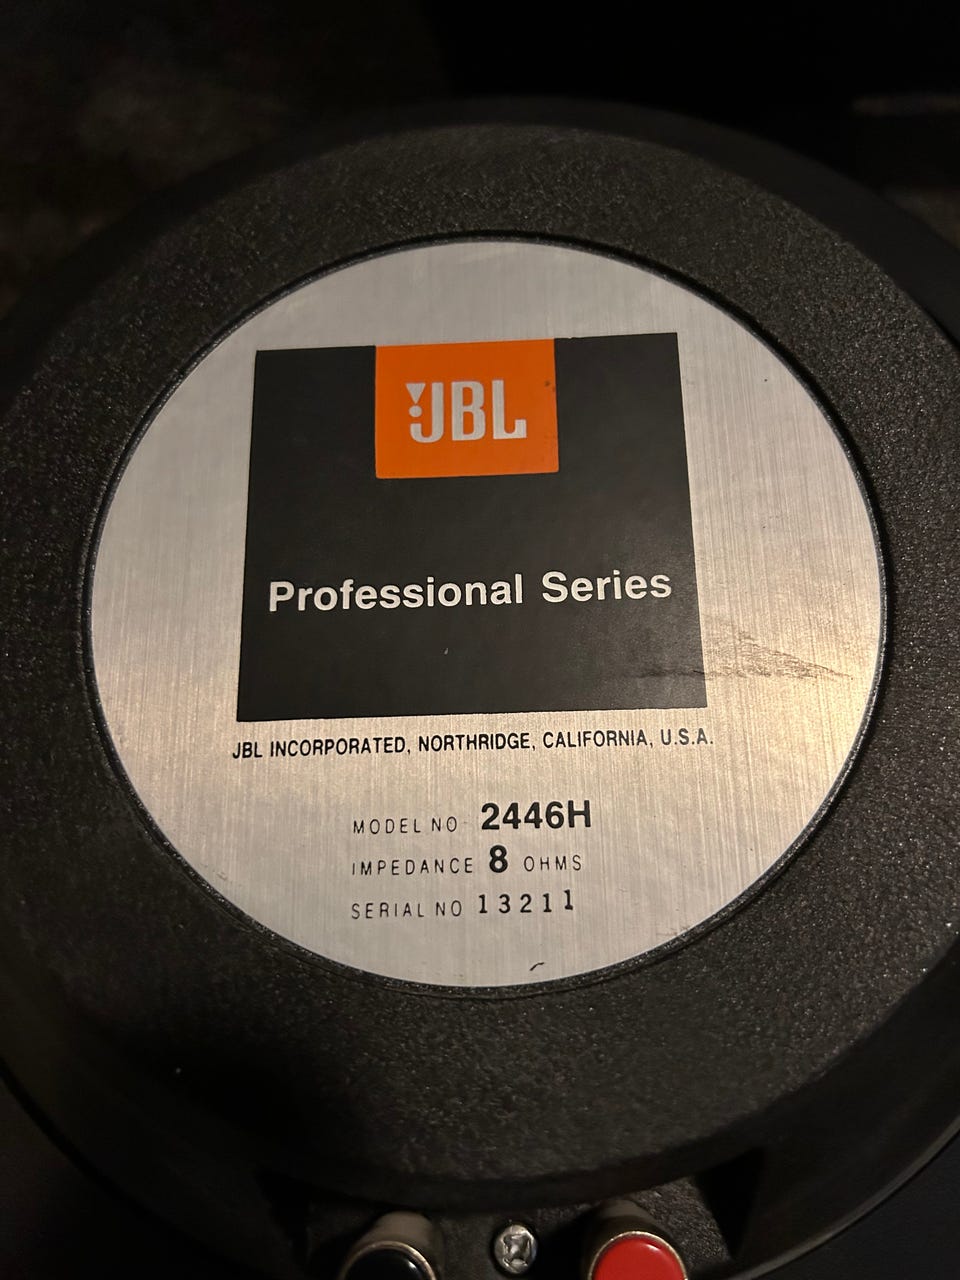 JBL
Professional Series
JBL INCORPORATED, NORTHRIDGE, CALIFORNIA, U.S.A.
MODEL NO 2446H
IMPEDANCE 8 OHMS
SERIAL NO 13211